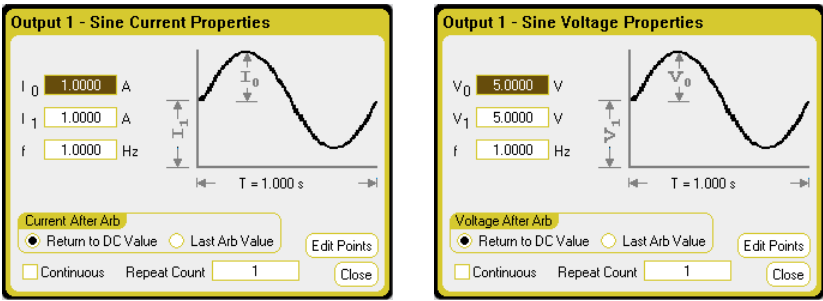 Output 1 - Sine Current Properties
I0 1.0000 A
I1 1.0000 A
f 1.0000 Hz
I0
I1
T = 1.000 s
Current After Arb
Return to DC Value Last Arb Value
Edit Points
Continuous Repeat Count 1
Close
Output 1 - Sine Voltage Properties
V0 5.0000 V
V1 5.0000 V
f 1.0000 Hz
V0
V1
T = 1.000 s
Voltage After Arb
Return to DC Value Last Arb Value
Edit Points
Continuous Repeat Count 1
Close